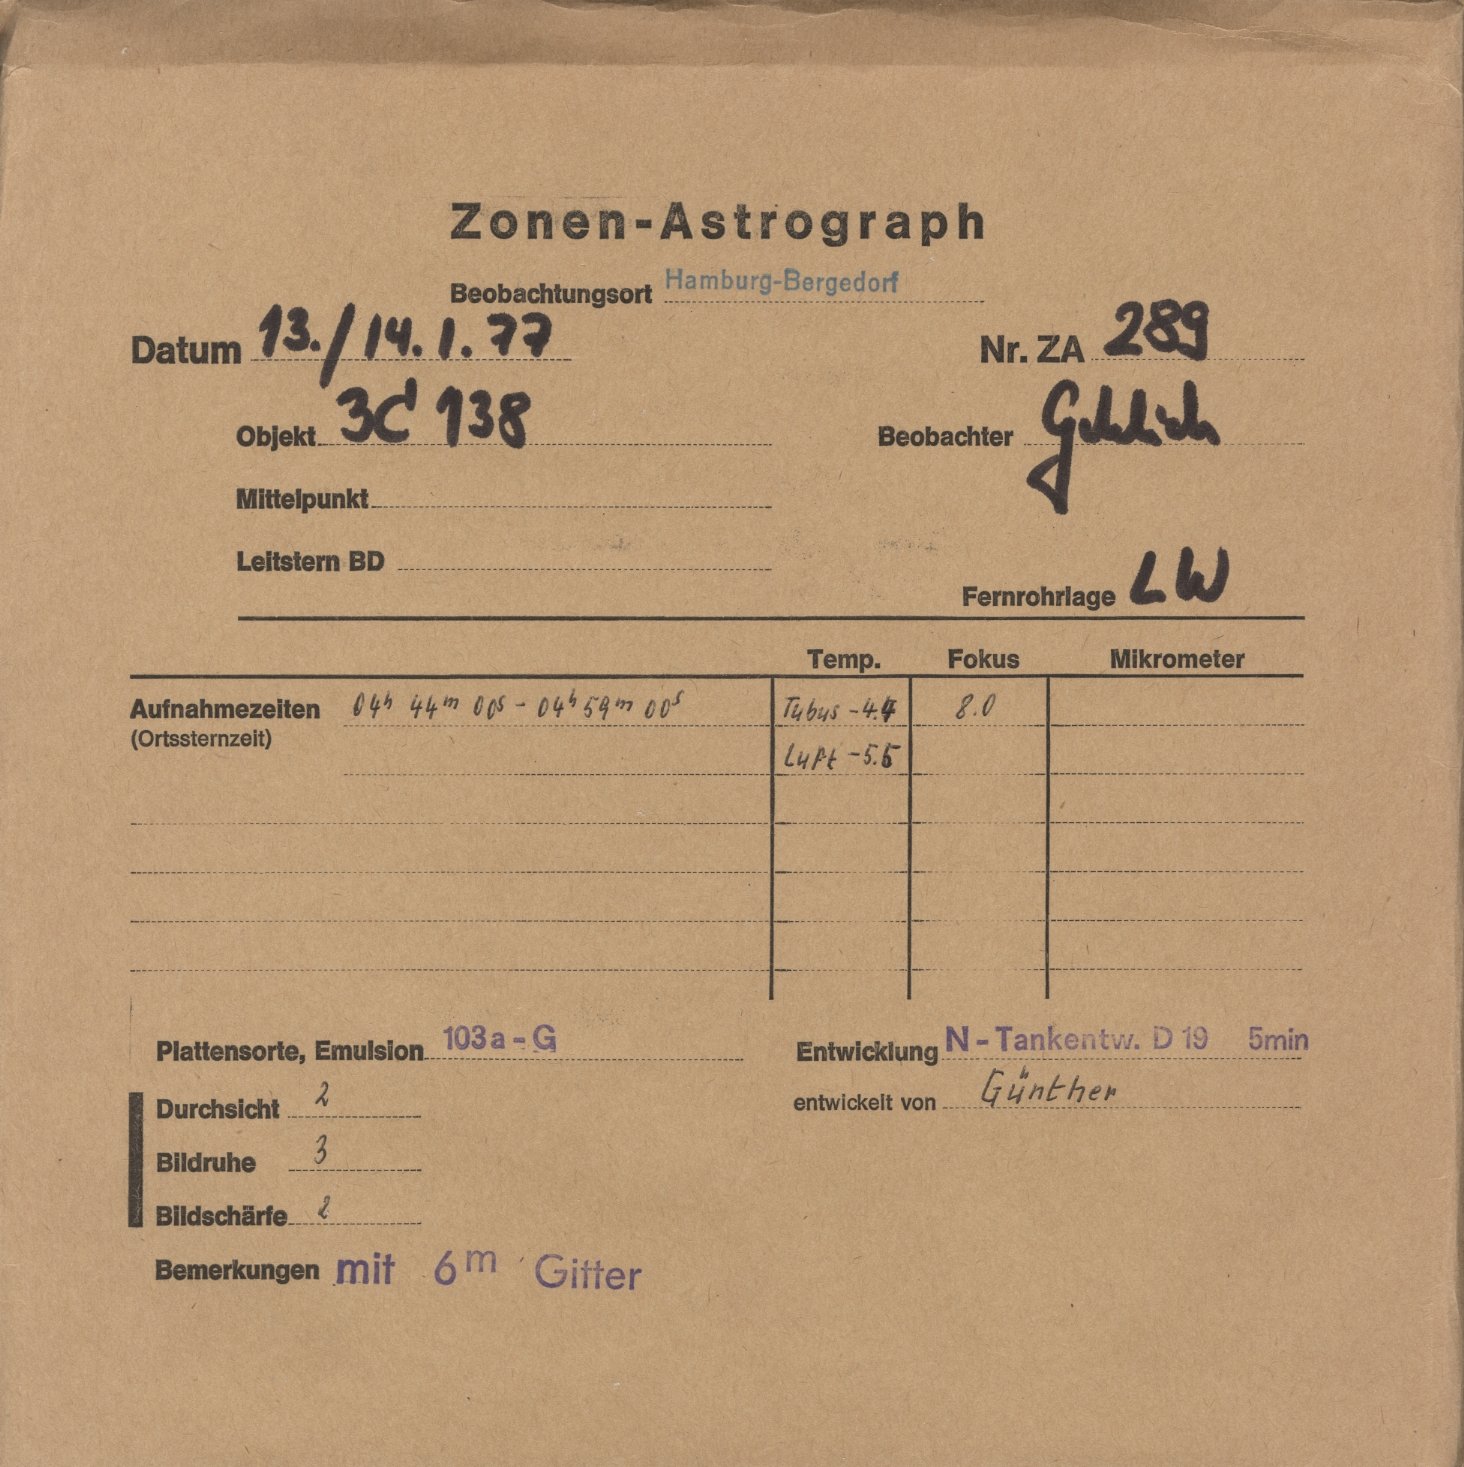 Zonen-Astrograph
Beobachtungsort Hamburg-Bergedorf
Datum 13./14.1.77 Nr. ZA 289
Objekt 3C 138 Beobachter
Mittelpunkt
Leitstern BD
Fernrohrlage LW
Temp. Fokus Mikrometer
Aufnahmezeiten 04h 44m 00s - 04h 59m 00s Tubus -4.4 8.0
(Ortssternzeit)
Luft -5.5
Plattensorte, Emulsion 103a-G Entwicklung N-Tankentw. D19 5min
Durchsicht 2 entwickelt von Günther
Bildruhe 3
Bildschärfe 2
Bemerkungen mit 6m Gitter